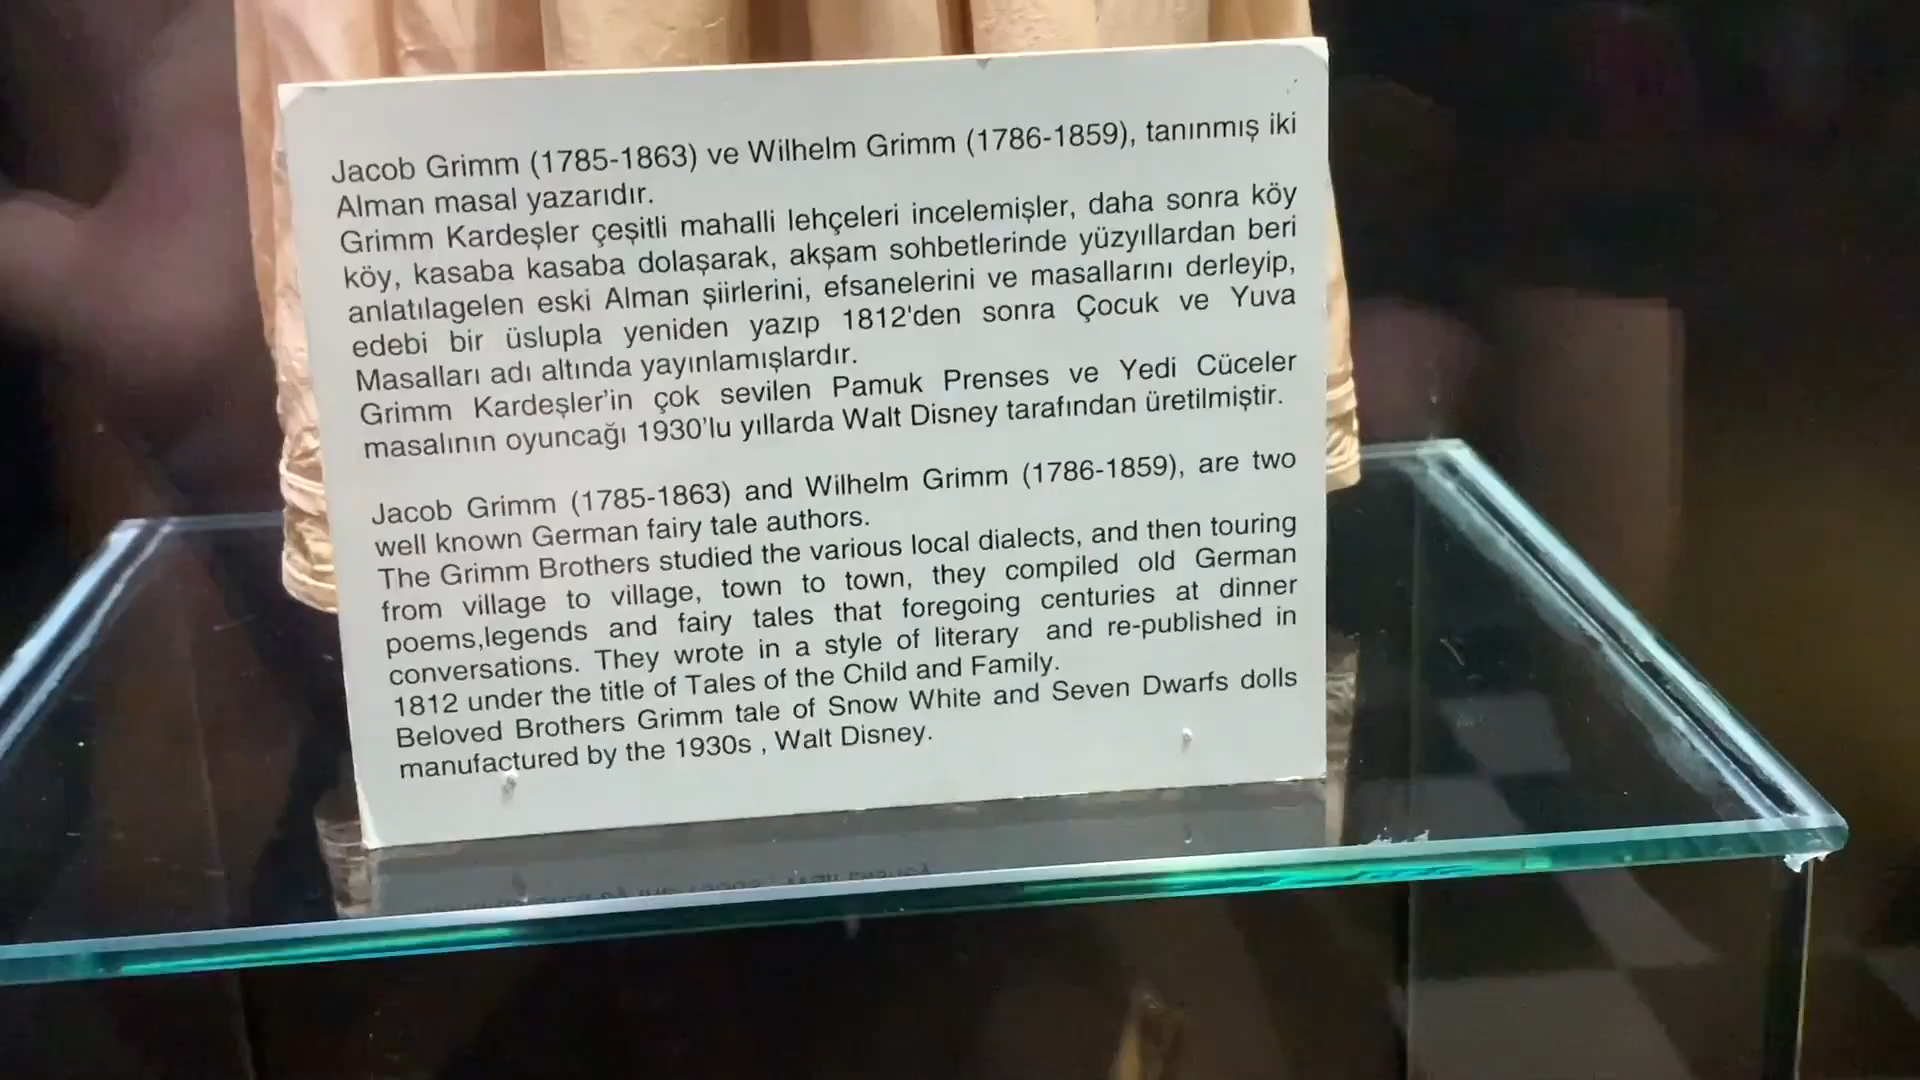 Jacob Grimm (1785-1863) ve Wilhelm Grimm (1786-1859), tanınmış iki
Alman masal yazarıdır.
Grimm Kardeşler çeşitli mahalli lehçeleri incelemişler, daha sonra köy
köy, kasaba kasaba dolaşarak, akşam sohbetlerinde yüzyıllardan beri
anlatılagelen eski Alman şiirlerini, efsanelerini ve masallarını derleyip,
edebi bir üslupla yeniden yazıp 1812'den sonra Çocuk ve Yuva
Masalları adı altında yayınlamışlardır.
Grimm Kardeşler'in çok sevilen Pamuk Prenses ve Yedi Cüceler
masalının oyuncağı 1930'lu yıllarda Walt Disney tarafından üretilmiştir.
Jacob Grimm (1785-1863) and Wilhelm Grimm (1786-1859), are two
well known German fairy tale authors.
The Grimm Brothers studied the various local dialects, and then touring
from village to village, town to town, they compiled old German
poems,legends and fairy tales that foregoing centuries at dinner
conversations. They wrote in a style of literary and re-published in
1812 under the title of Tales of the Child and Family.
Beloved Brothers Grimm tale of Snow White and Seven Dwarfs dolls
manufactured by the 1930s , Walt Disney.